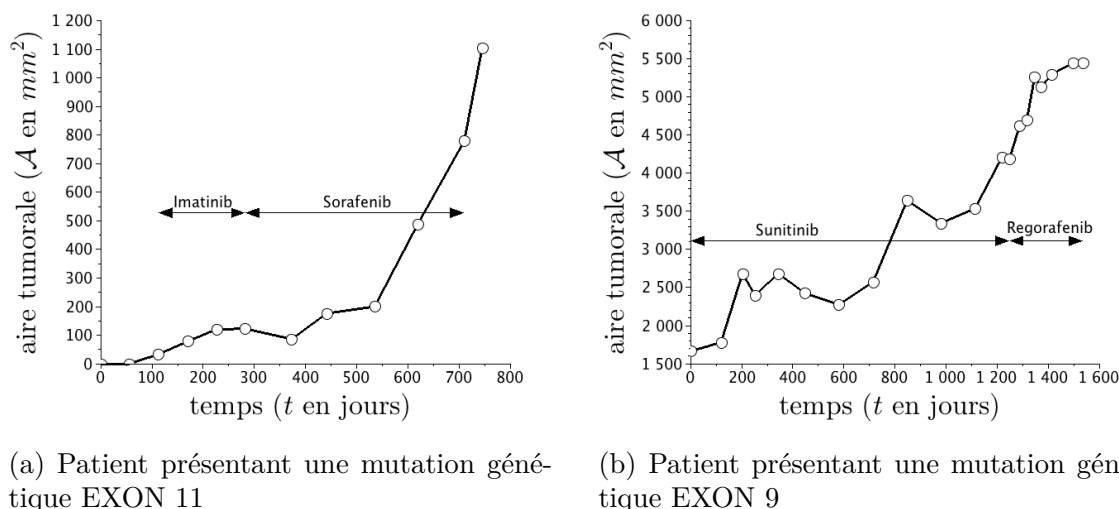 1 200
1 100
1 000
900
800
700
600
500
400
300
200
100
0
aire tumorale (𝒜 en mm²)
Imatinib
Sorafenib
0 100 200 300 400 500 600 700 800
temps (t en jours)
(a) Patient présentant une mutation géné-
tique EXON 11
6 000
5 500
5 000
4 500
4 000
3 500
3 000
2 500
2 000
1 500
aire tumorale (𝒜 en mm²)
Sunitinib
Regorafenib
0 200 400 600 800 1 000 1 200 1 400 1 600
temps (t en jours)
(b) Patient présentant une mutation gén
tique EXON 9